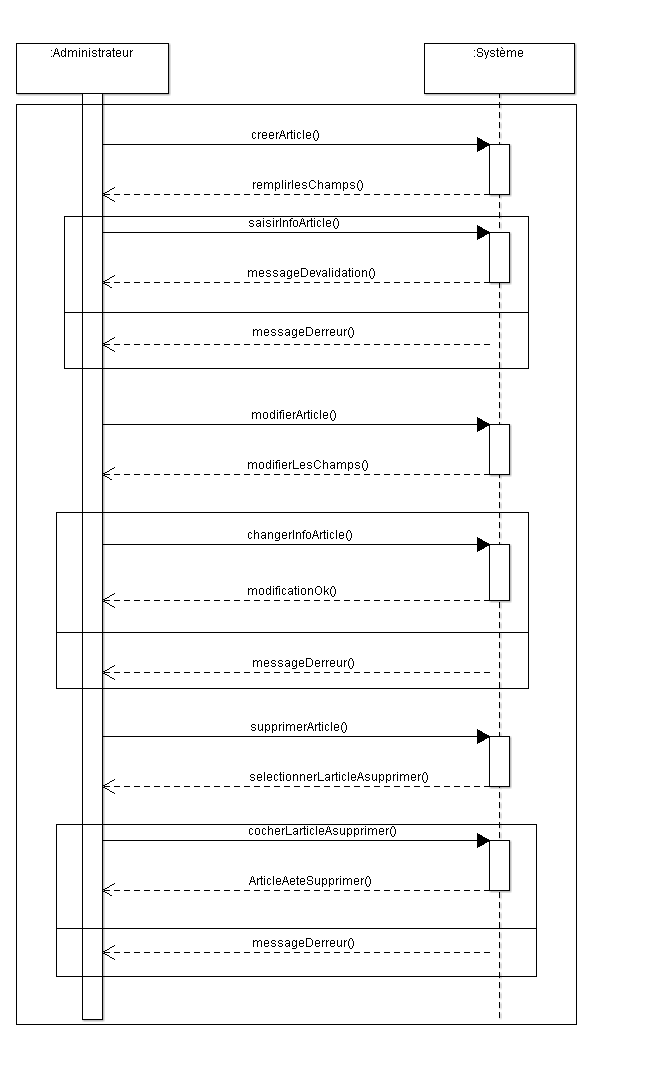 :Administrateur
:Système
creerArticle()
remplirlesChamps()
saisirInfoArticle()
messageDevalidation()
messageDerreur()
modifierArticle()
modifierLesChamps()
changerInfoArticle()
modificationOk()
messageDerreur()
supprimerArticle()
selectionnerLarticleAsupprimer()
cocherLarticleAsupprimer()
ArticleAeteSupprimer()
messageDerreur()